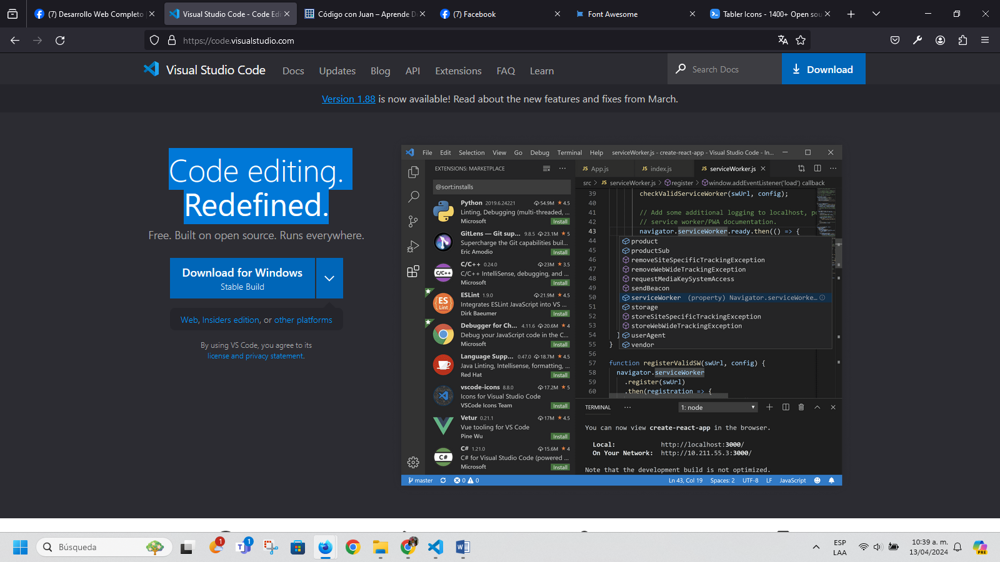 (7) Desarrollo Web Completo
Visual Studio Code - Code Edi
Código con Juan – Aprende De
(7) Facebook
Font Awesome
Tabler Icons - 1400+ Open sou
https://code.visualstudio.com
Visual Studio Code
Docs
Updates
Blog
API
Extensions
FAQ
Learn
Search Docs
Download
Version 1.88 is now available! Read about the new features and fixes from March.
Code editing.
Redefined.
Free. Built on open source. Runs everywhere.
Download for Windows
Stable Build
Web, Insiders edition, or other platforms
By using VS Code, you agree to its
license and privacy statement.
File Edit Selection View Go Debug Terminal Help serviceWorker.js - create-react-app - Visual Studio Code - In...
EXTENSIONS: MARKETPLACE
@sort:installs
Python 2019.6.24221 54.9M 4.5
Linting, Debugging (multi-threaded, ...
Microsoft Install
GitLens — Git sup... 9.8.5 23.1M 5
Supercharge the Git capabilities buil...
Eric Amodio Install
C/C++ 0.24.0 23M 3.5
C/C++ IntelliSense, debugging, and ...
Microsoft Install
ESLint 1.9.0 21.9M 4.5
Integrates ESLint JavaScript into VS ...
Dirk Baeumer Install
Debugger for Ch... 4.11.6 20.6M 4
Debug your JavaScript code in the C...
Microsoft Install
Language Supp... 0.47.0 18.7M 4.5
Java Linting, Intellisense, formatting, ...
Red Hat Install
vscode-icons 8.8.0 17.2M 5
Icons for Visual Studio Code
VSCode Icons Team Install
Vetur 0.21.1 17M 4.5
Vue tooling for VS Code
Pine Wu Install
C# 1.21.0 15.6M 4
C# for Visual Studio Code (powered ...
Microsoft Install
JS App.js
JS index.js
JS serviceWorker.js
src > JS serviceWorker.js > register > window.addEventListener('load') callback
39 checkValidServiceWorker(swUrl, config);
40
41 // Add some additional logging to localhost, po
42 // service worker/PWA documentation.
43 navigator.serviceWorker.ready.then(() => {
44 product
45 productSub
46 removeSiteSpecificTrackingException
47 removeWebWideTrackingException
48 requestMediaKeySystemAccess
49 sendBeacon
50 serviceWorker (property) Navigator.serviceWorke...
51 storage
52 storeSiteSpecificTrackingException
53 storeWebWideTrackingException
54 } userAgent
55 } vendor
56
57 function registerValidSW(swUrl, config) {
58 navigator.serviceWorker
59 .register(swUrl)
60 .then(registration => {
TERMINAL ... 1: node
You can now view create-react-app in the browser.
Local: http://localhost:3000/
On Your Network: http://10.211.55.3:3000/
Note that the development build is not optimized.
master 0 0 Ln 43, Col 19 Spaces: 2 UTF-8 LF JavaScript
Búsqueda
1
1
ESP
LAA
10:39 a. m.
13/04/2024
PRE